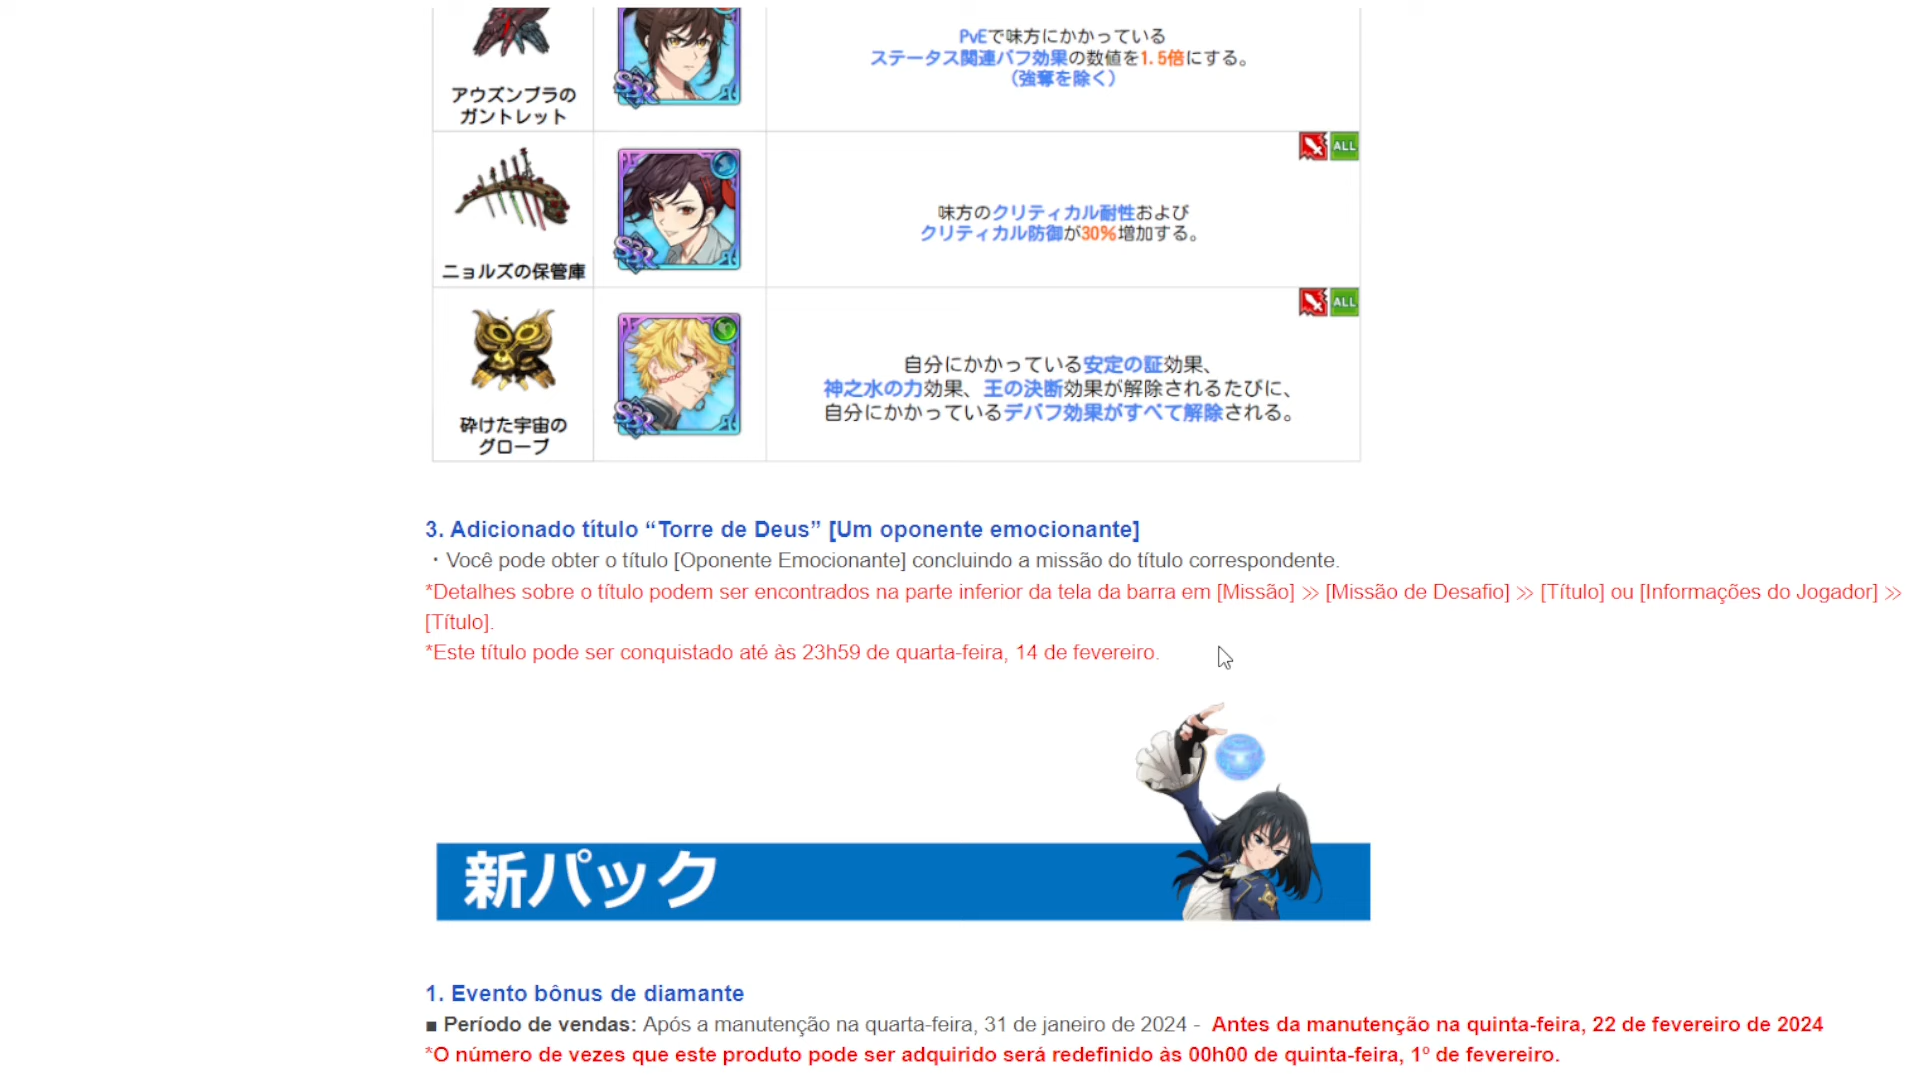 PvEで味方にかかっている
ステータス関連バフ効果の数値を1.5倍にする。
（強奪を除く）
SSR
アウズンブラの
ガントレット
ALL
味方のクリティカル耐性および
クリティカル防御が30%増加する。
SSR
ニョルズの保管庫
ALL
自分にかかっている安定の証効果、
神之水の力効果、王の決断効果が解除されるたびに、
自分にかかっているデバフ効果がすべて解除される。
SSR
砕けた宇宙の
グローブ
3. Adicionado título “Torre de Deus” [Um oponente emocionante]
・Você pode obter o título [Oponente Emocionante] concluindo a missão do título correspondente.
*Detalhes sobre o título podem ser encontrados na parte inferior da tela da barra em [Missão] ≫ [Missão de Desafio] ≫ [Título] ou [Informações do Jogador] ≫
[Título].
*Este título pode ser conquistado até às 23h59 de quarta-feira, 14 de fevereiro.
新パック
1. Evento bônus de diamante
■ Período de vendas: Após a manutenção na quarta-feira, 31 de janeiro de 2024 - Antes da manutenção na quinta-feira, 22 de fevereiro de 2024
*O número de vezes que este produto pode ser adquirido será redefinido às 00h00 de quinta-feira, 1º de fevereiro.